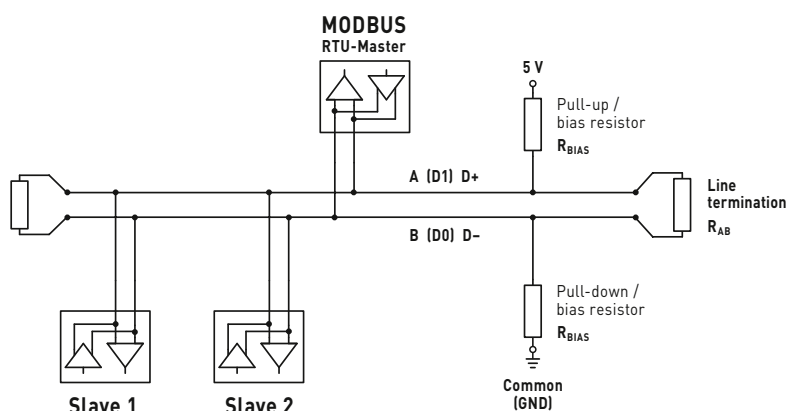 MODBUS
RTU-Master
5 V
Pull-up /
bias resistor
RBIAS
A (D1) D+
Line
termination
RAB
B (D0) D–
Pull-down /
bias resistor
RBIAS
Common
(GND)
Slave 1
Slave 2